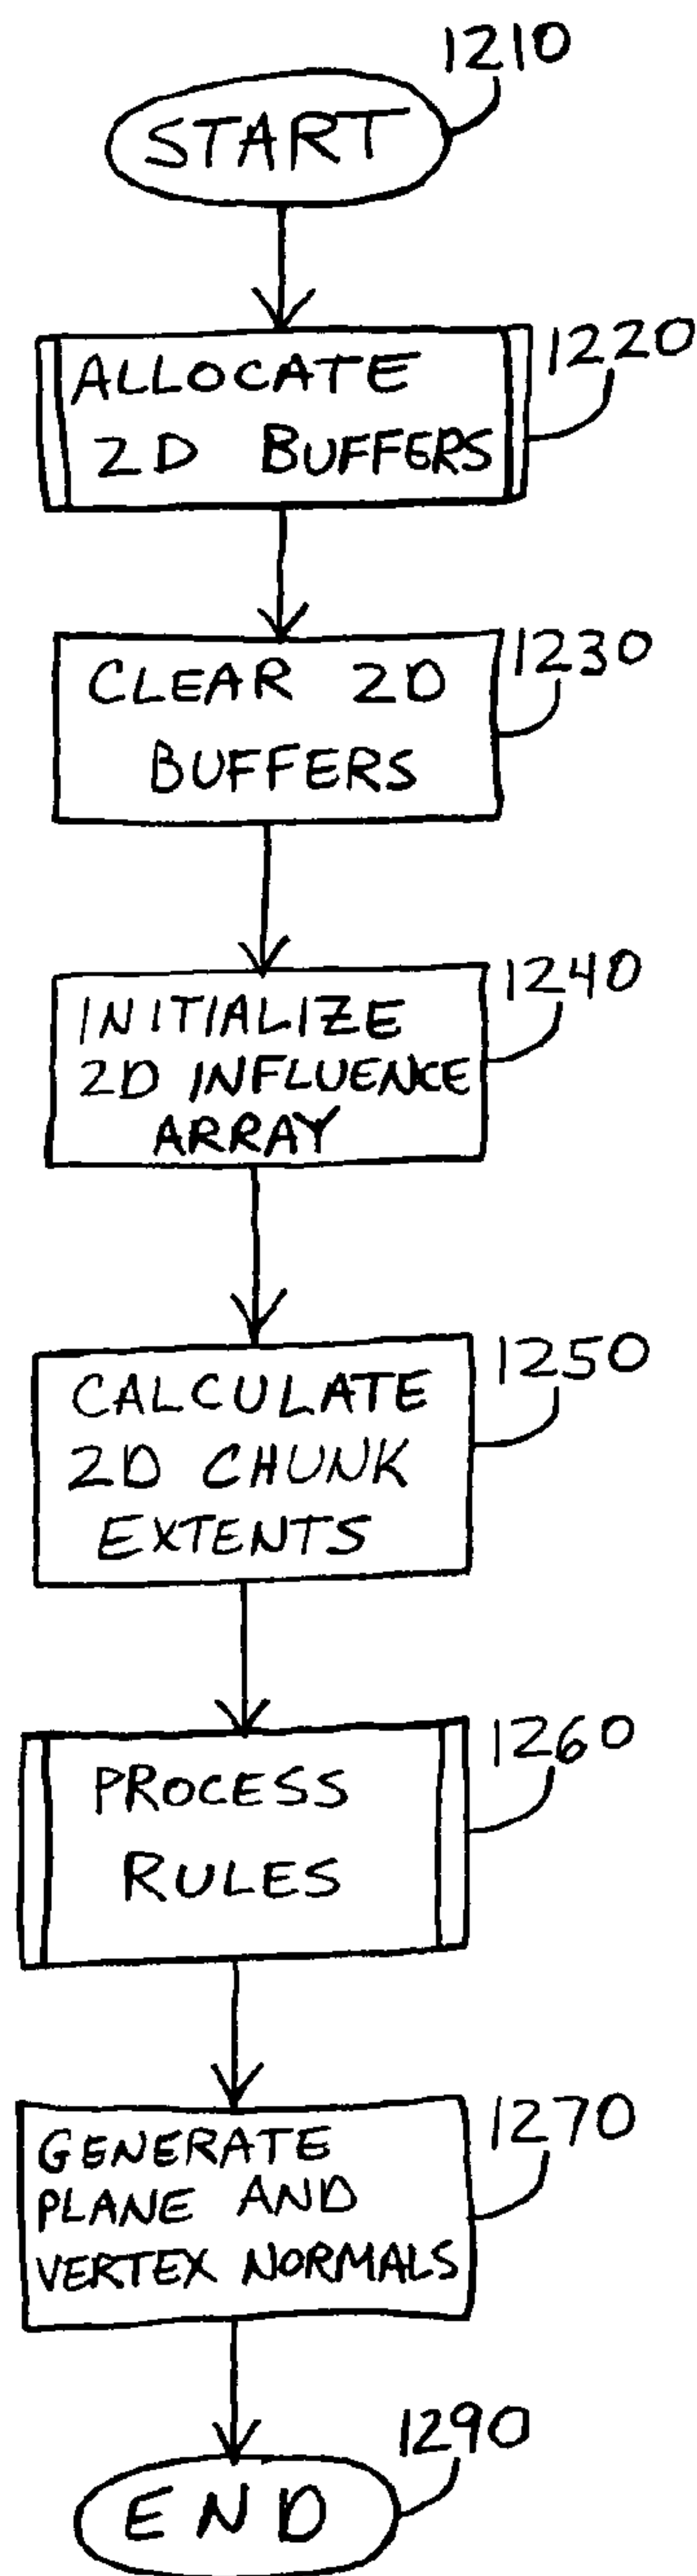 1210
START
1220
ALLOCATE
2D BUFFERS
1230
CLEAR 2D
BUFFERS
1240
INITIALIZE
2D INFLUENCE
ARRAY
1250
CALCULATE
2D CHUNK
EXTENTS
1260
PROCESS
RULES
1270
GENERATE
PLANE AND
VERTEX NORMALS
1290
END